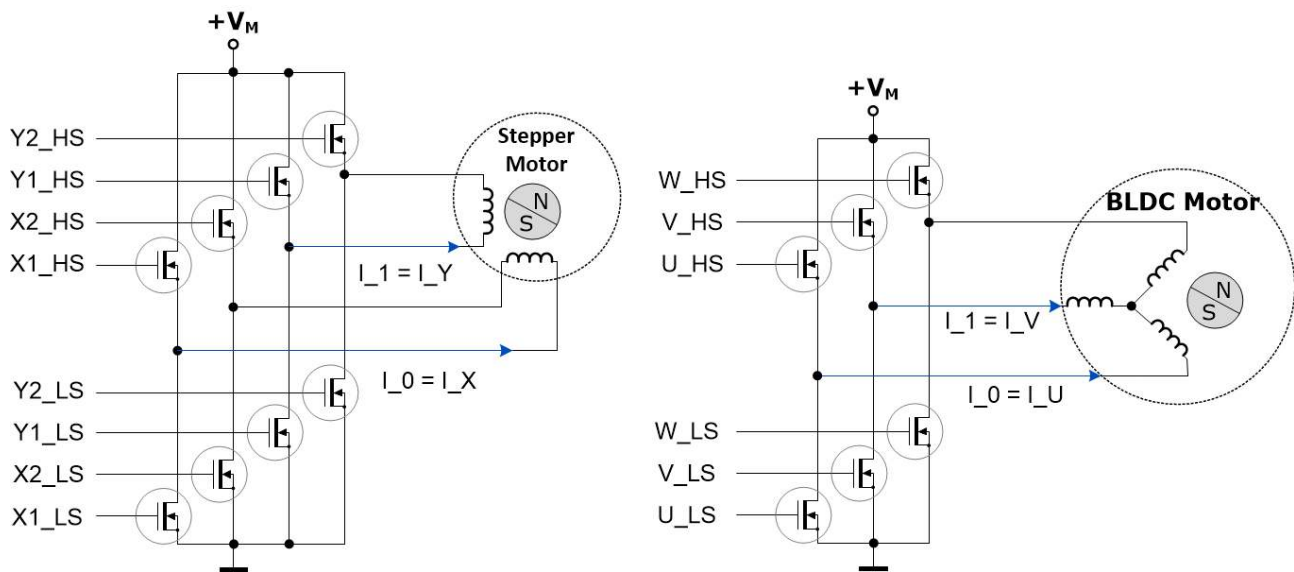 +VM
Y2_HS
Y1_HS
X2_HS
X1_HS
Stepper
Motor
N
S
I_1 = I_Y
I_0 = I_X
Y2_LS
Y1_LS
X2_LS
X1_LS
+VM
W_HS
V_HS
U_HS
BLDC Motor
N
S
I_1 = I_V
I_0 = I_U
W_LS
V_LS
U_LS